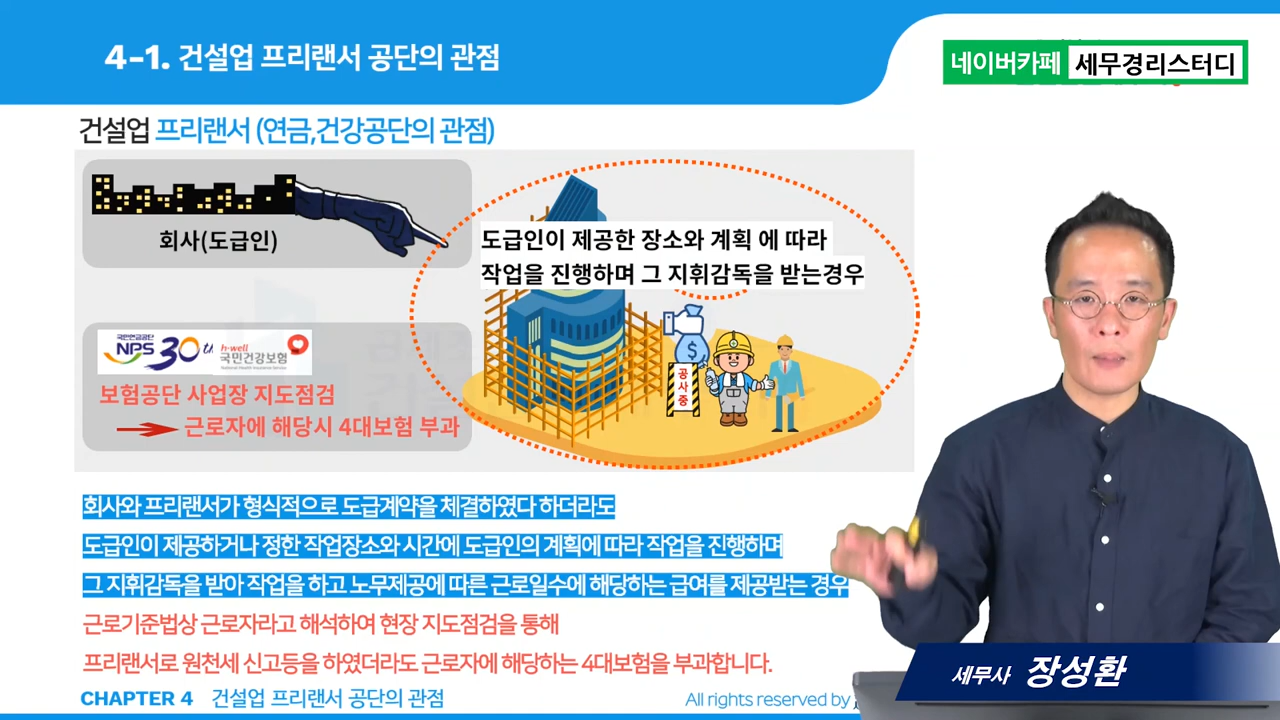 4-1. 건설업 프리랜서 공단의 관점
네이버카페 세무경리스터디
건설업 프리랜서 (연금,건강공단의 관점)
회사(도급인)
도급인이 제공한 장소와 계획 에 따라
작업을 진행하며 그 지휘감독을 받는경우
국민연금공단
NPS 30th
h-well
국민건강보험
National Health Insurance Service
보험공단 사업장 지도점검
근로자에 해당시 4대보험 부과
$
공사중
회사와 프리랜서가 형식적으로 도급계약을 체결하였다 하더라도
도급인이 제공하거나 정한 작업장소와 시간에 도급인의 계획에 따라 작업을 진행하며
그 지휘감독을 받아 작업을 하고 노무제공에 따른 근로일수에 해당하는 급여를 제공받는 경우
근로기준법상 근로자라고 해석하여 현장 지도점검을 통해
프리랜서로 원천세 신고등을 하였더라도 근로자에 해당하는 4대보험을 부과합니다.
세무사 장성환
CHAPTER 4 건설업 프리랜서 공단의 관점
All rights reserved by